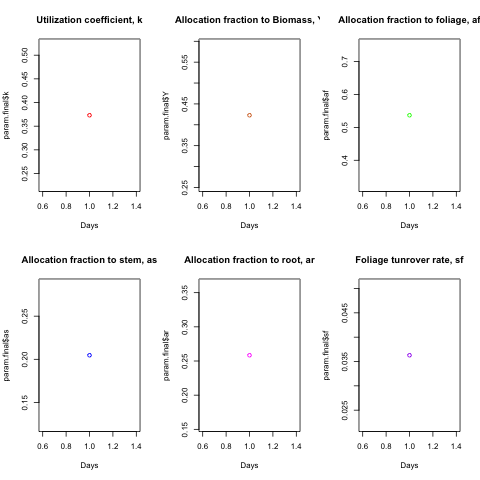 Utilization coefficient, k
param.final$k
0.50
0.45
0.40
0.35
0.30
0.25
0.6 0.8 1.0 1.2 1.4
Days
Allocation fraction to Biomass,
param.final$Y
0.55
0.45
0.35
0.25
0.6 0.8 1.0 1.2 1.4
Days
Allocation fraction to foliage, af
param.final$af
0.7
0.6
0.5
0.4
0.6 0.8 1.0 1.2 1.4
Days
Allocation fraction to stem, as
param.final$as
0.25
0.20
0.15
0.6 0.8 1.0 1.2 1.4
Days
Allocation fraction to root, ar
param.final$ar
0.35
0.30
0.25
0.20
0.15
0.6 0.8 1.0 1.2 1.4
Days
Foliage tunrover rate, sf
param.final$sf
0.045
0.035
0.025
0.6 0.8 1.0 1.2 1.4
Days